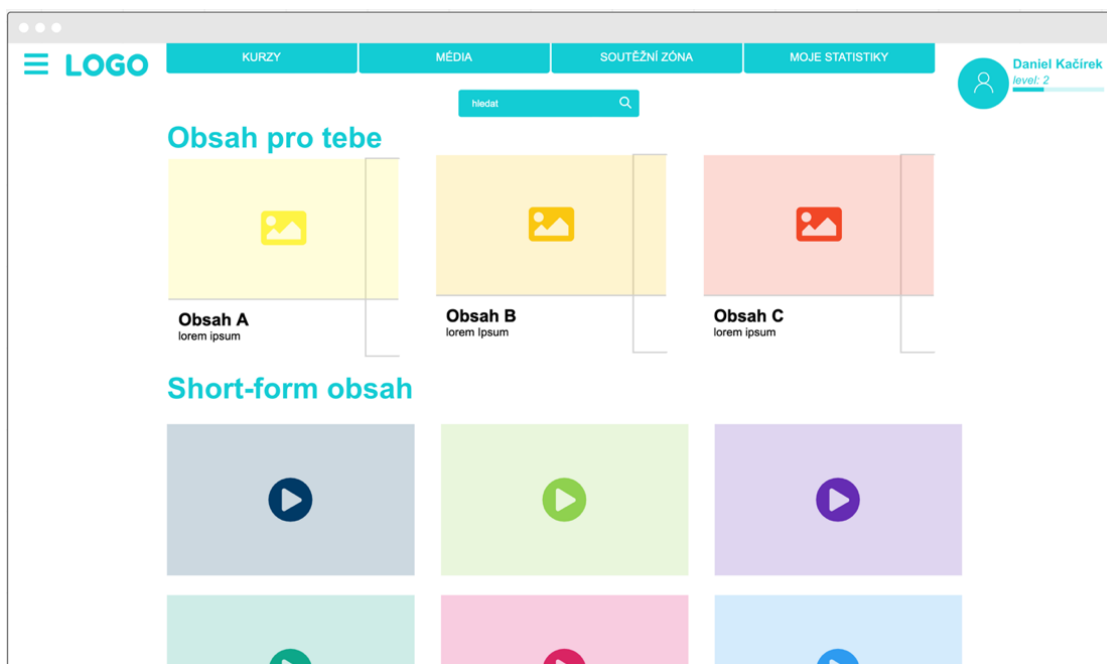 LOGO
KURZY
MÉDIA
SOUTĚŽNÍ ZÓNA
MOJE STATISTIKY
Daniel Kačírek
level: 2
hledat
Obsah pro tebe
Obsah A
lorem ipsum
Obsah B
lorem Ipsum
Obsah C
lorem ipsum
Short-form obsah